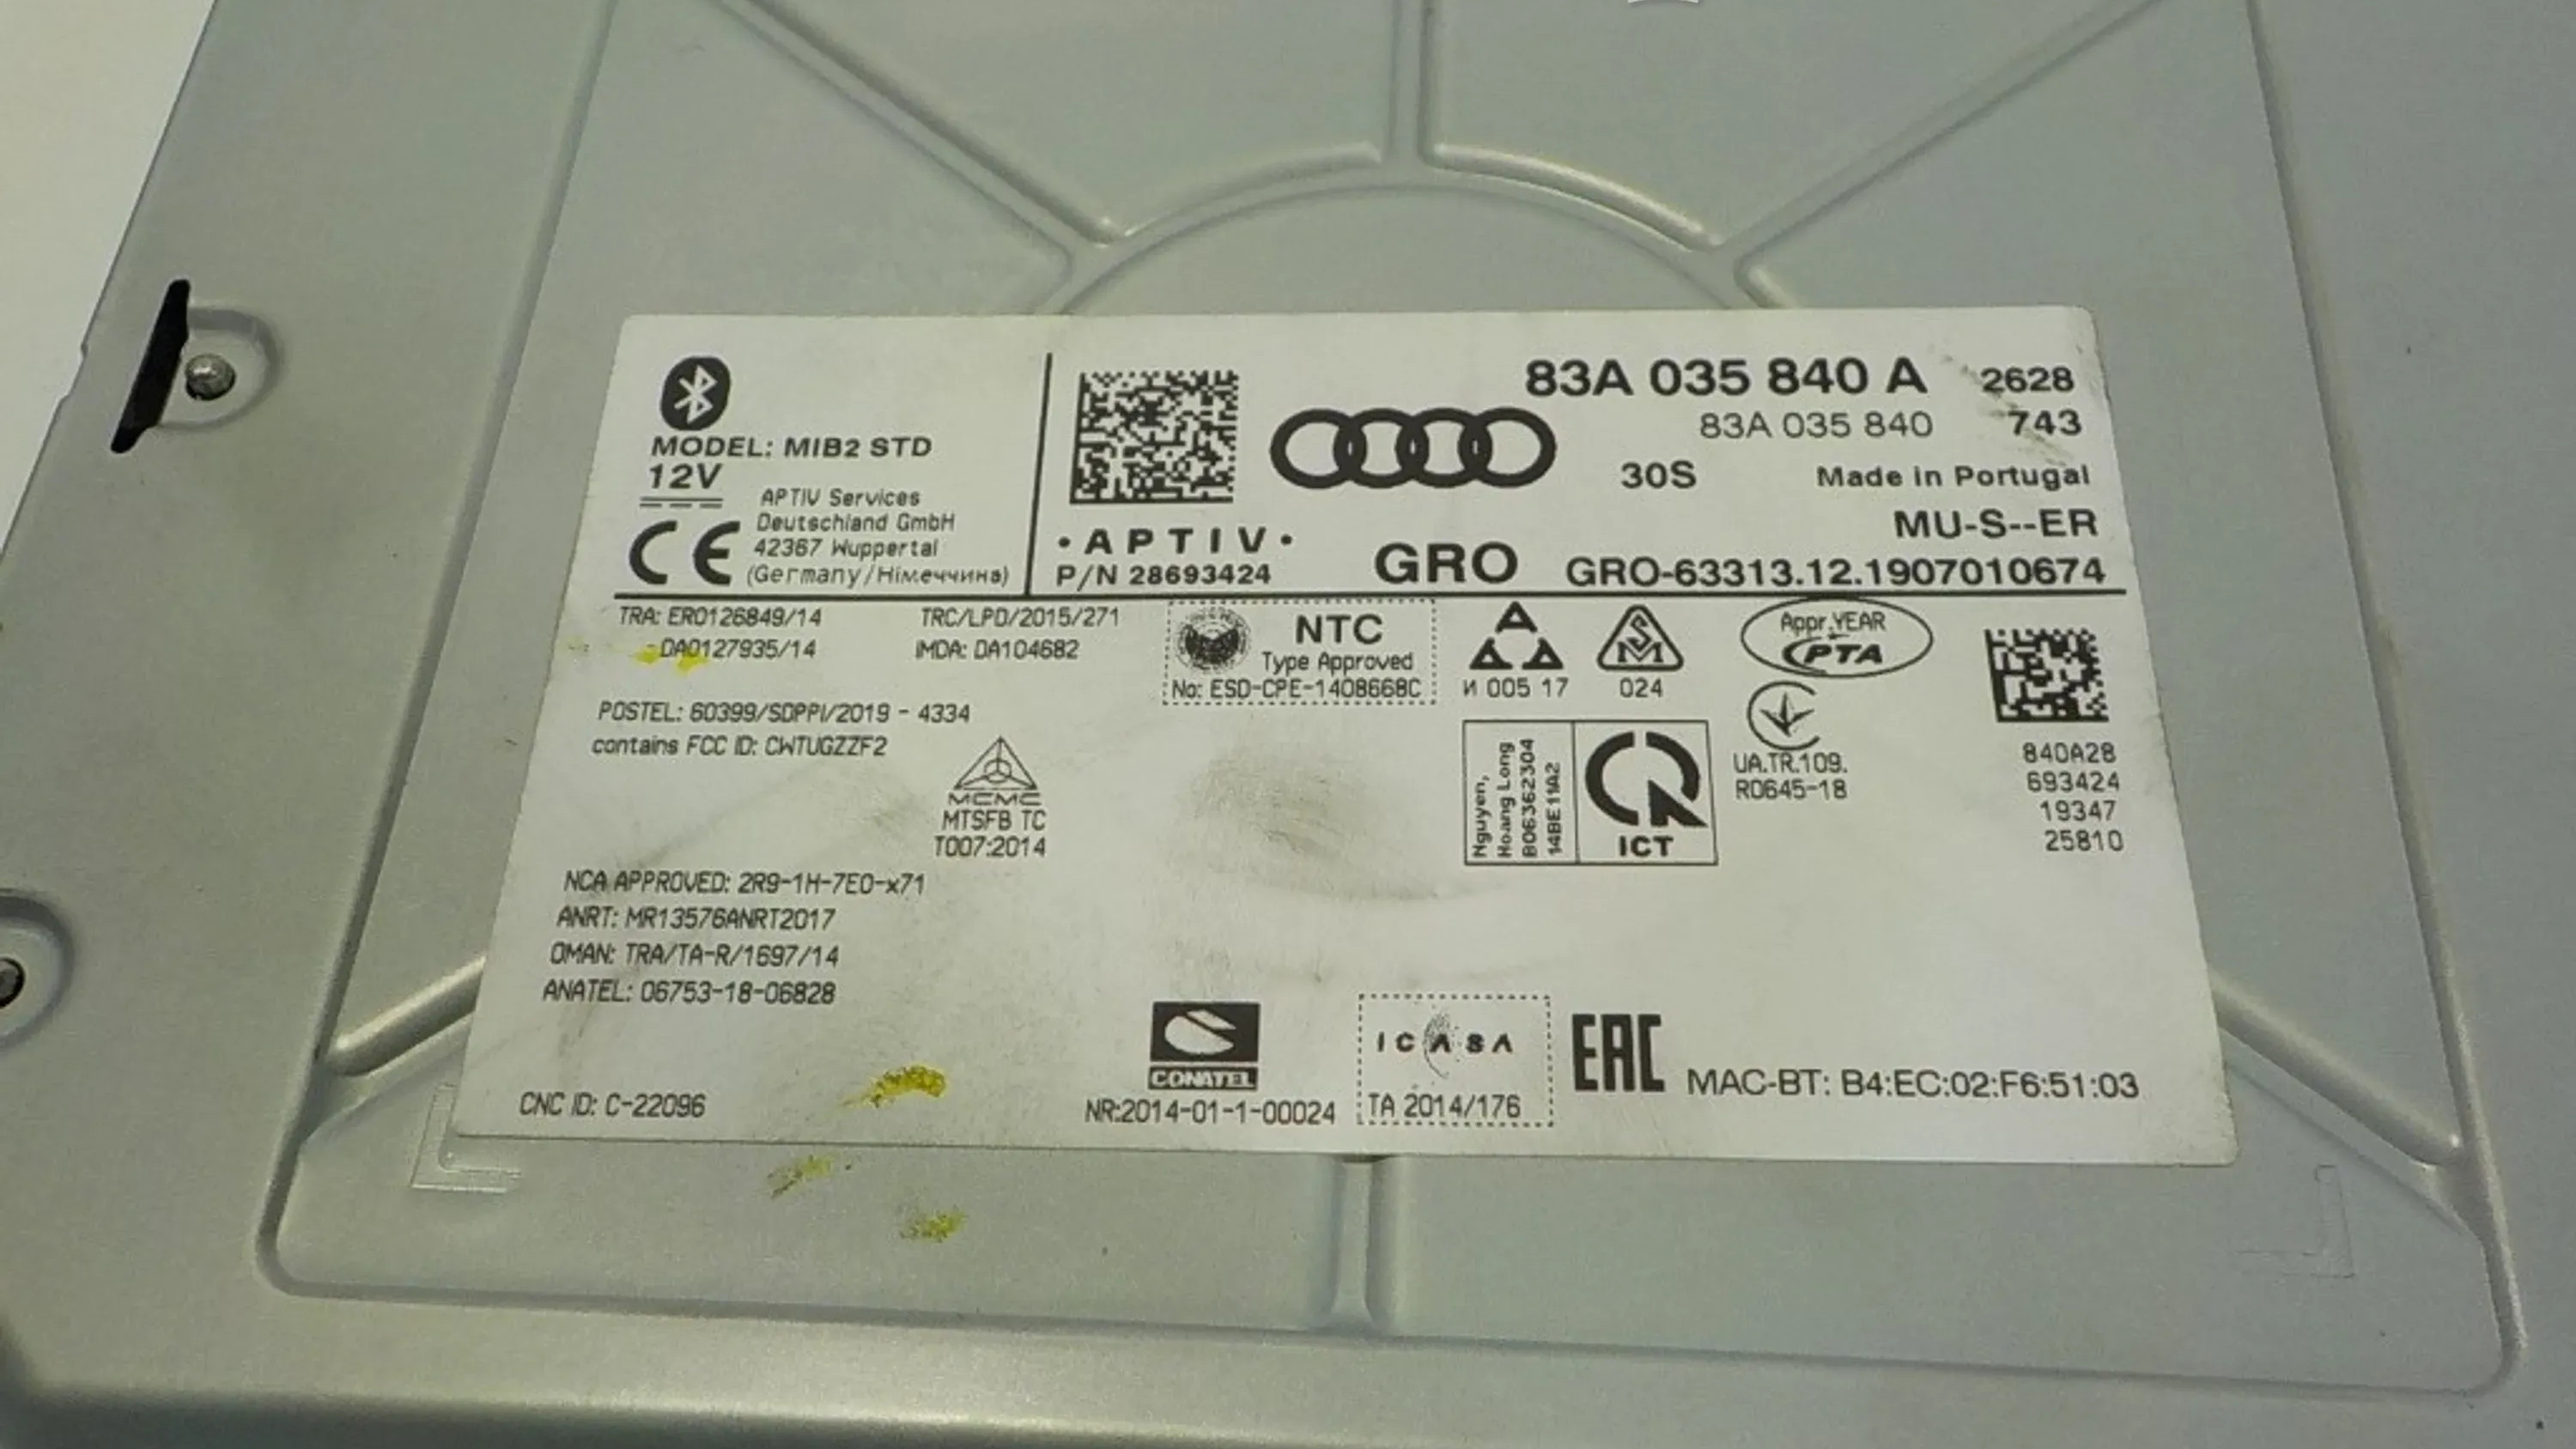 MODEL: MIB2 STD
12V
APTIV Services
Deutschland GmbH
42367 Wuppertal
(Germany/Німеччина)
CE
• A P T I V •
P/N 28693424
83A 035 840 A
2628
83A 035 840
743
30S
Made in Portugal
MU-S--ER
GRO
GRO-63313.12.1907010674
TRA: ER0126849/14
DA0127935/14
TRC/LPD/2015/271
IMDA: DA104682
NTC
Type Approved
No: ESD-CPE-1408668C
И 005 17
024
Appr.YEAR
PTA
POSTEL: 60399/SDPPI/2019 - 4334
contains FCC ID: CWTUGZZF2
MCMC
MTSFB TC
T007:2014
Nguyen,
Hoang Long
B06362304
14BE11A2
ICT
UA.TR.109.
R0645-18
840A28
693424
19347
25810
NCA APPROVED: 2R9-1H-7E0-x71
ANRT: MR13576ANRT2017
OMAN: TRA/TA-R/1697/14
ANATEL: 06753-18-06828
CNC ID: C-22096
CONATEL
NR:2014-01-1-00024
ICASA
TA 2014/176
EAC
MAC-BT: B4:EC:02:F6:51:03